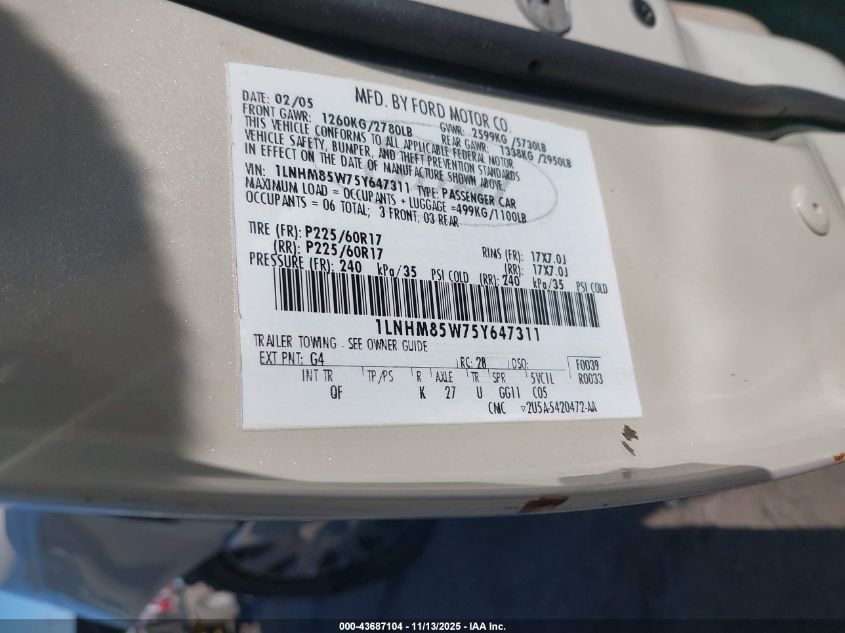 DATE: 02/05 MFD. BY FORD MOTOR CO.
FRONT GAWR: 1260KG/2780LB GVWR: 2599KG/5730LB
REAR GAWR: 1338KG/2950LB
THIS VEHICLE CONFORMS TO ALL APPLICABLE FEDERAL MOTOR
VEHICLE SAFETY, BUMPER, AND THEFT PREVENTION STANDARDS
IN EFFECT ON THE DATE OF MANUFACTURE SHOWN ABOVE.
VIN: 1LNHM85W75Y647311 TYPE: PASSENGER CAR
MAXIMUM LOAD = OCCUPANTS + LUGGAGE =499KG/1100LB
OCCUPANTS = 06 TOTAL; 3 FRONT, 03 REAR
TIRE (FR): P225/60R17 RIMS (FR): 17X7.0J
(RR): P225/60R17 (RR): 17X7.0J
PRESSURE (FR): 240 kPa/35 PSI COLD (RR): 240 kPa/35 PSI COLD
1LNHM85W75Y647311
TRAILER TOWING - SEE OWNER GUIDE
EXT PNT: G4 RC: 28 DSO: F0039
INT TR TP/PS R AXLE TR SPR 5VC1L R0033
QF K 27 U GG11 C05
CMC ▽2U5A-5420472-AA
000-43687104 - 11/13/2025 - IAA Inc.